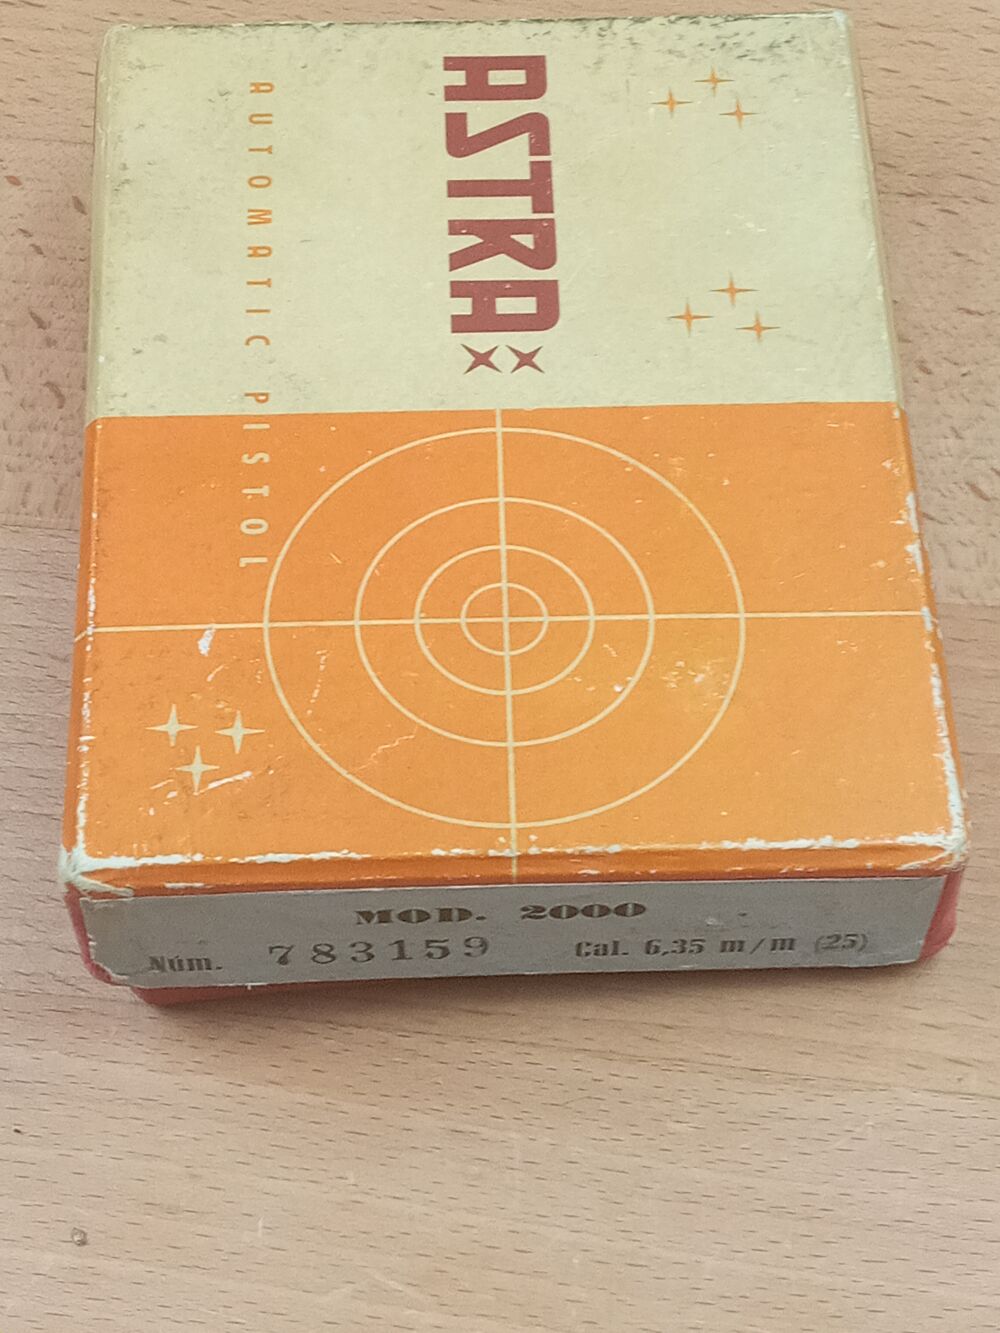 ASTRA
AUTOMATIC PISTOL
MOD. 2000
Núm. 783159 Cal. 6,35 m/m (25)